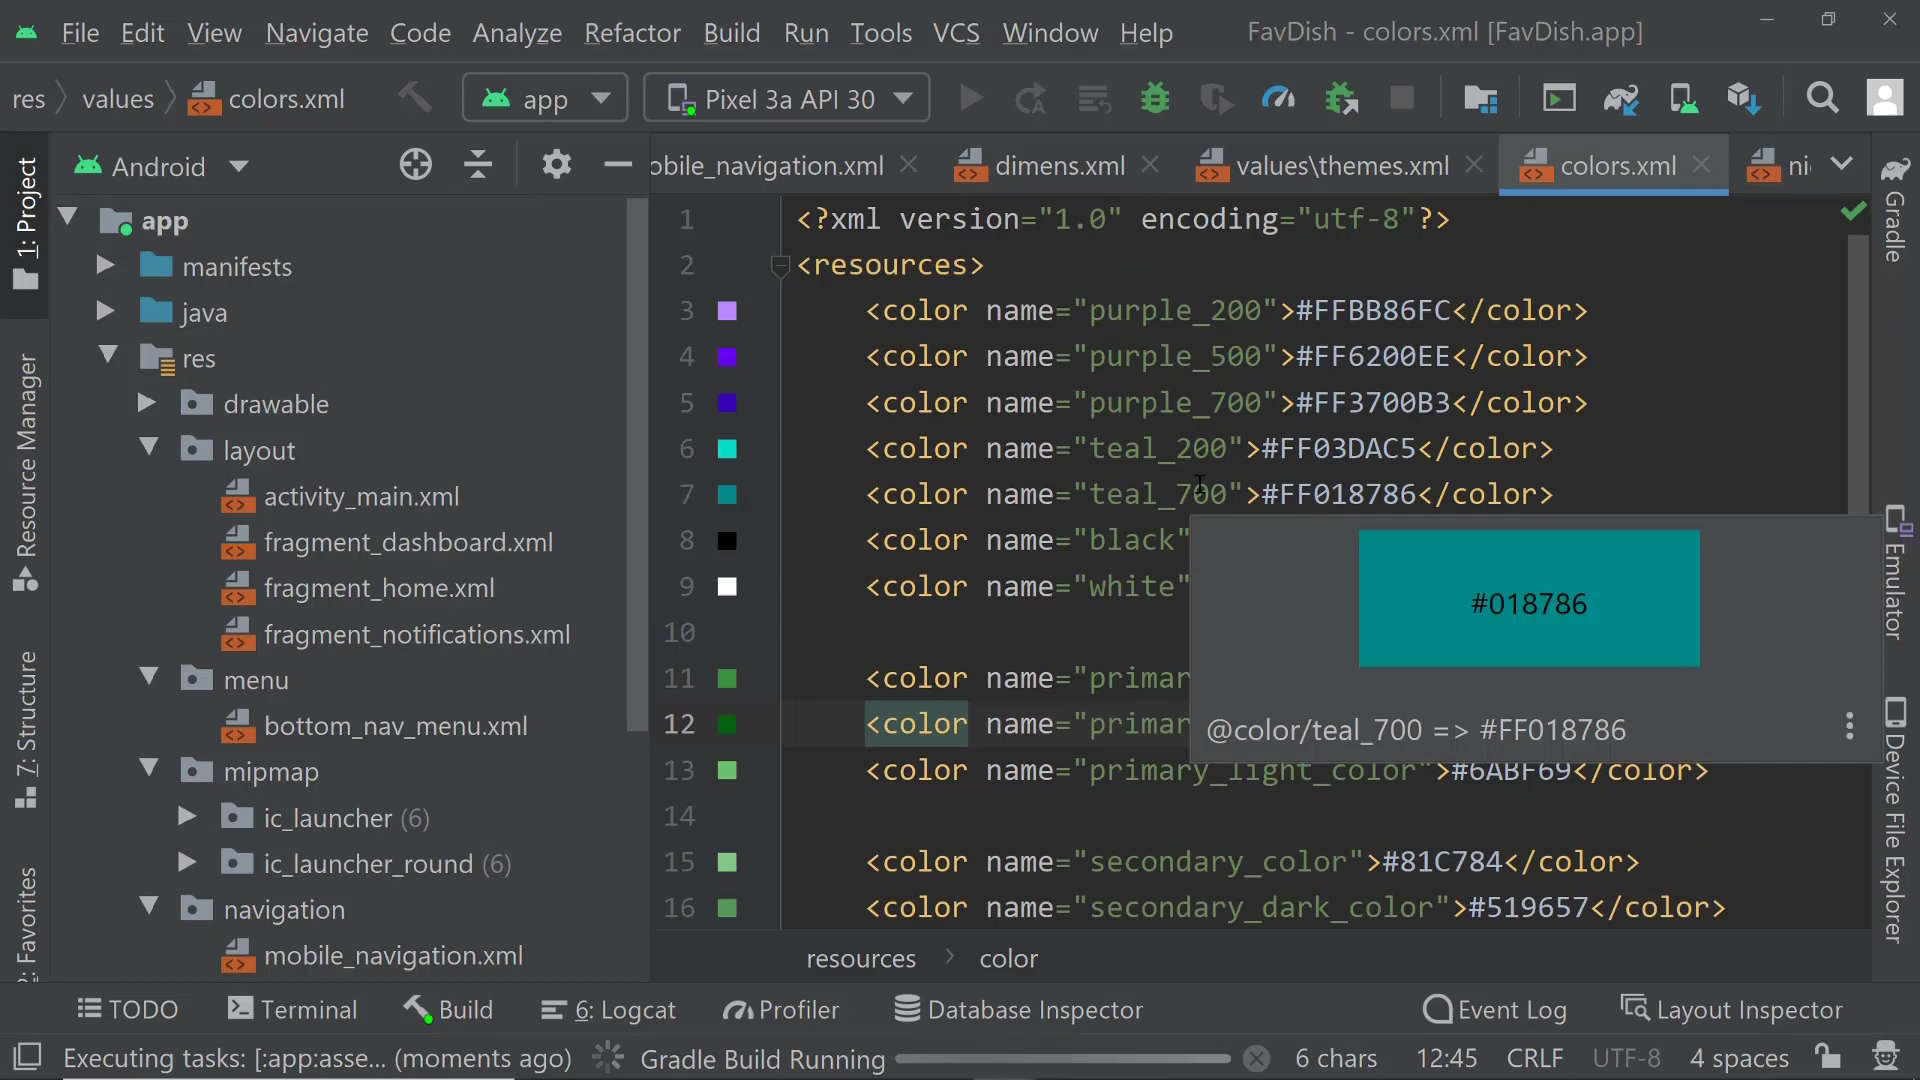 File Edit View Navigate Code Analyze Refactor Build Run Tools VCS Window Help FavDish - colors.xml [FavDish.app]
res values colors.xml app Pixel 3a API 30
1: Project
Resource Manager
7: Structure
2: Favorites
Android
app
manifests
java
res
drawable
layout
activity_main.xml
fragment_dashboard.xml
fragment_home.xml
fragment_notifications.xml
menu
bottom_nav_menu.xml
mipmap
ic_launcher (6)
ic_launcher_round (6)
navigation
mobile_navigation.xml
obile_navigation.xml dimens.xml values\themes.xml colors.xml ni
1 <?xml version="1.0" encoding="utf-8"?>
2 <resources>
3 <color name="purple_200">#FFBB86FC</color>
4 <color name="purple_500">#FF6200EE</color>
5 <color name="purple_700">#FF3700B3</color>
6 <color name="teal_200">#FF03DAC5</color>
7 <color name="teal_700">#FF018786</color>
8 <color name="black"
9 <color name="white"
10
11 <color name="primar
12 <color name="primar
13 <color name="primary_light_color">#6ABF69</color>
14
15 <color name="secondary_color">#81C784</color>
16 <color name="secondary_dark_color">#519657</color>
#018786
@color/teal_700 => #FF018786
resources color
Gradle
Emulator
Device File Explorer
TODO Terminal Build 6: Logcat Profiler Database Inspector Event Log Layout Inspector
Executing tasks: [:app:asse... (moments ago) Gradle Build Running 6 chars 12:45 CRLF UTF-8 4 spaces